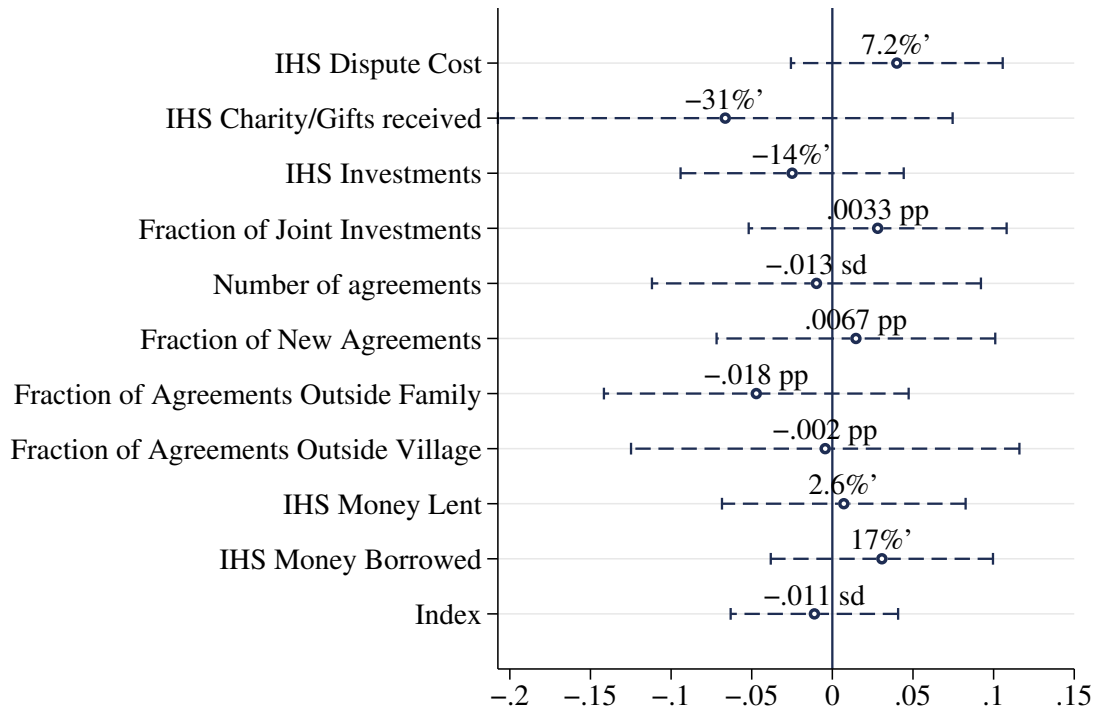 7.2%’
IHS Dispute Cost
−31%’
IHS Charity/Gifts received
−14%’
IHS Investments
.0033 pp
Fraction of Joint Investments
−.013 sd
Number of agreements
.0067 pp
Fraction of New Agreements
−.018 pp
Fraction of Agreements Outside Family
−.002 pp
Fraction of Agreements Outside Village
2.6%’
IHS Money Lent
17%’
IHS Money Borrowed
−.011 sd
Index
−.2 −.15 −.1 −.05 0 .05 .1 .15